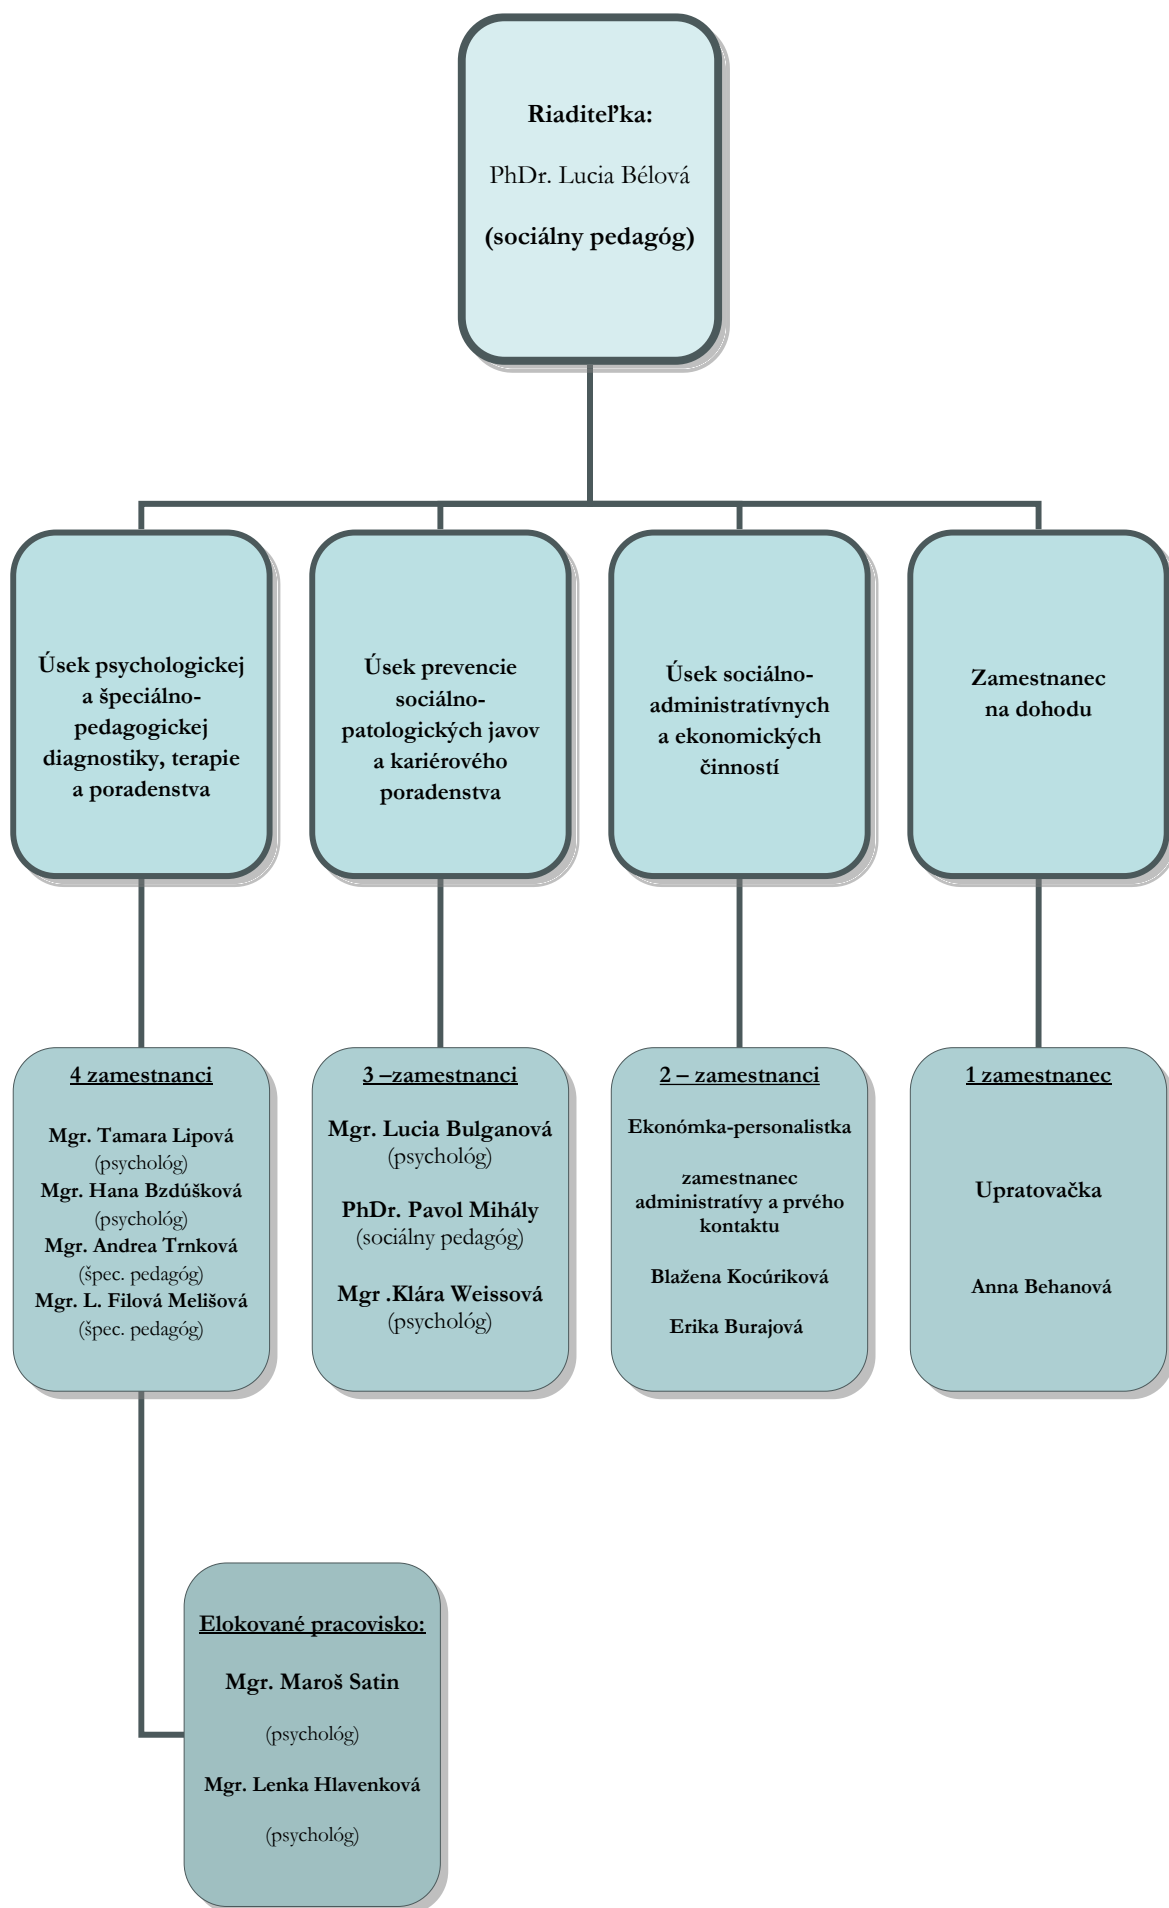 Riaditeľka:
PhDr. Lucia Bélová
(sociálny pedagóg)
Úsek psychologickej
a špeciálno-
pedagogickej
diagnostiky, terapie
a poradenstva
Úsek prevencie
sociálno-
patologických javov
a kariérového
poradenstva
Úsek sociálno-
administratívnych
a ekonomických
činností
Zamestnanec
na dohodu
4 zamestnanci
Mgr. Tamara Lipová
(psychológ)
Mgr. Hana Bzdúšková
(psychológ)
Mgr. Andrea Trnková
(špec. pedagóg)
Mgr. L. Filová Melišová
(špec. pedagóg)
3 –zamestnanci
Mgr. Lucia Bulganová
(psychológ)
PhDr. Pavol Mihály
(sociálny pedagóg)
Mgr .Klára Weissová
(psychológ)
2 – zamestnanci
Ekonómka-personalistka
zamestnanec
administratívy a prvého
kontaktu
Blažena Kocúriková
Erika Burajová
1 zamestnanec
Upratovačka
Anna Behanová
Elokované pracovisko:
Mgr. Maroš Satin
(psychológ)
Mgr. Lenka Hlavenková
(psychológ)